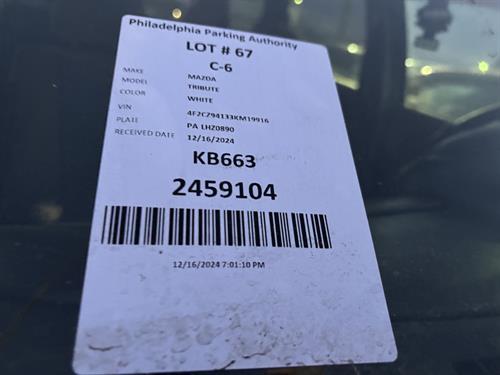 Philadelphia Parking Authority
LOT # 67
C-6
MAKE MAZDA
MODEL TRIBUTE
COLOR WHITE
VIN 4F2CZ94133KM19916
PLATE PA LHZ0890
RECEIVED DATE 12/16/2024
KB663
2459104
12/16/2024 7:01:10 PM